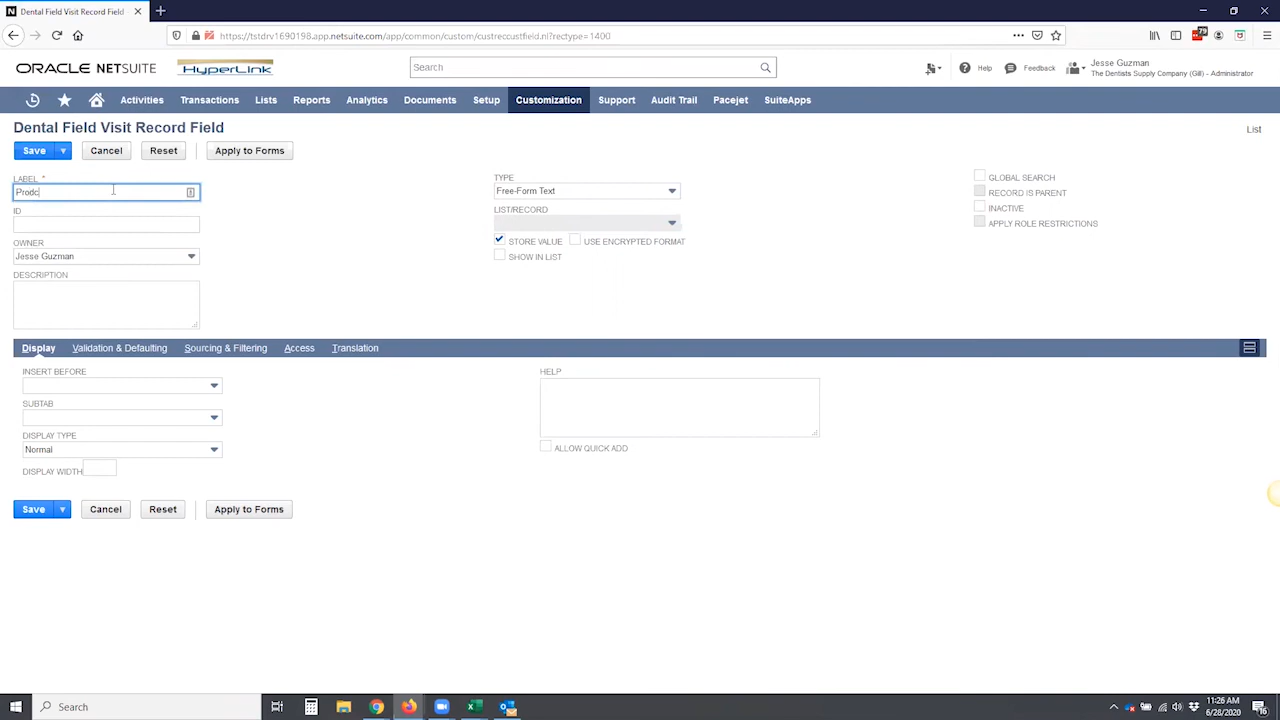 Dental Field Visit Record Field
https://tstdrv1690198.app.netsuite.com/app/common/custom/custreccustfield.nl?rectype=1400
79
ORACLE NETSUITE
HYPERLINK
Search
Help
Feedback
Jesse Guzman
The Dentists Supply Company (Gill) - Administrator
Activities Transactions Lists Reports Analytics Documents Setup Customization Support Audit Trail Pacejet SuiteApps
Dental Field Visit Record Field
List
Save Cancel Reset Apply to Forms
LABEL *
Prodc
ID
OWNER
Jesse Guzman
DESCRIPTION
TYPE
Free-Form Text
LIST/RECORD
STORE VALUE USE ENCRYPTED FORMAT
SHOW IN LIST
GLOBAL SEARCH
RECORD IS PARENT
INACTIVE
APPLY ROLE RESTRICTIONS
Display Validation & Defaulting Sourcing & Filtering Access Translation
INSERT BEFORE
SUBTAB
DISPLAY TYPE
Normal
DISPLAY WIDTH
HELP
ALLOW QUICK ADD
Save Cancel Reset Apply to Forms
Search
11:26 AM
6/28/2020